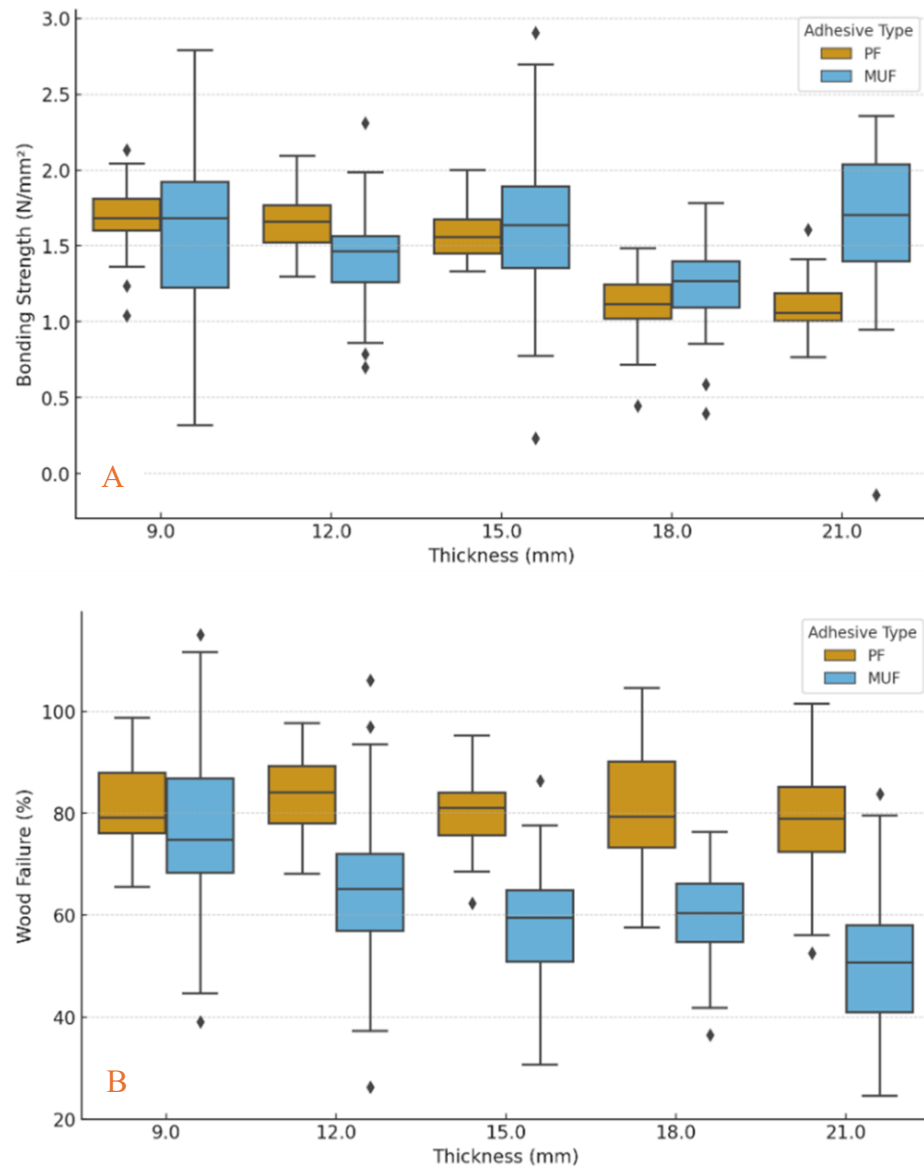 3.0
2.5
2.0
1.5
1.0
0.5
0.0
Bonding Strength (N/mm²)
Adhesive Type
PF
MUF
A
9.0 12.0 15.0 18.0 21.0
Thickness (mm)
100
80
60
40
20
Wood Failure (%)
Adhesive Type
PF
MUF
B
9.0 12.0 15.0 18.0 21.0
Thickness (mm)